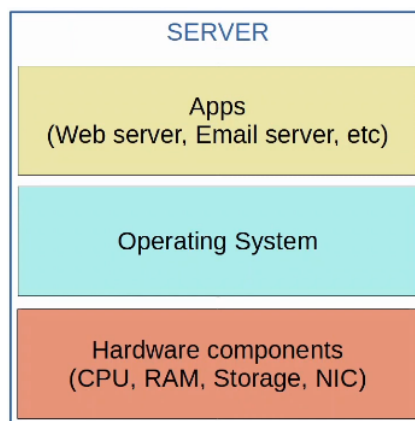 SERVER
Apps
(Web server, Email server, etc)
Operating System
Hardware components
(CPU, RAM, Storage, NIC)